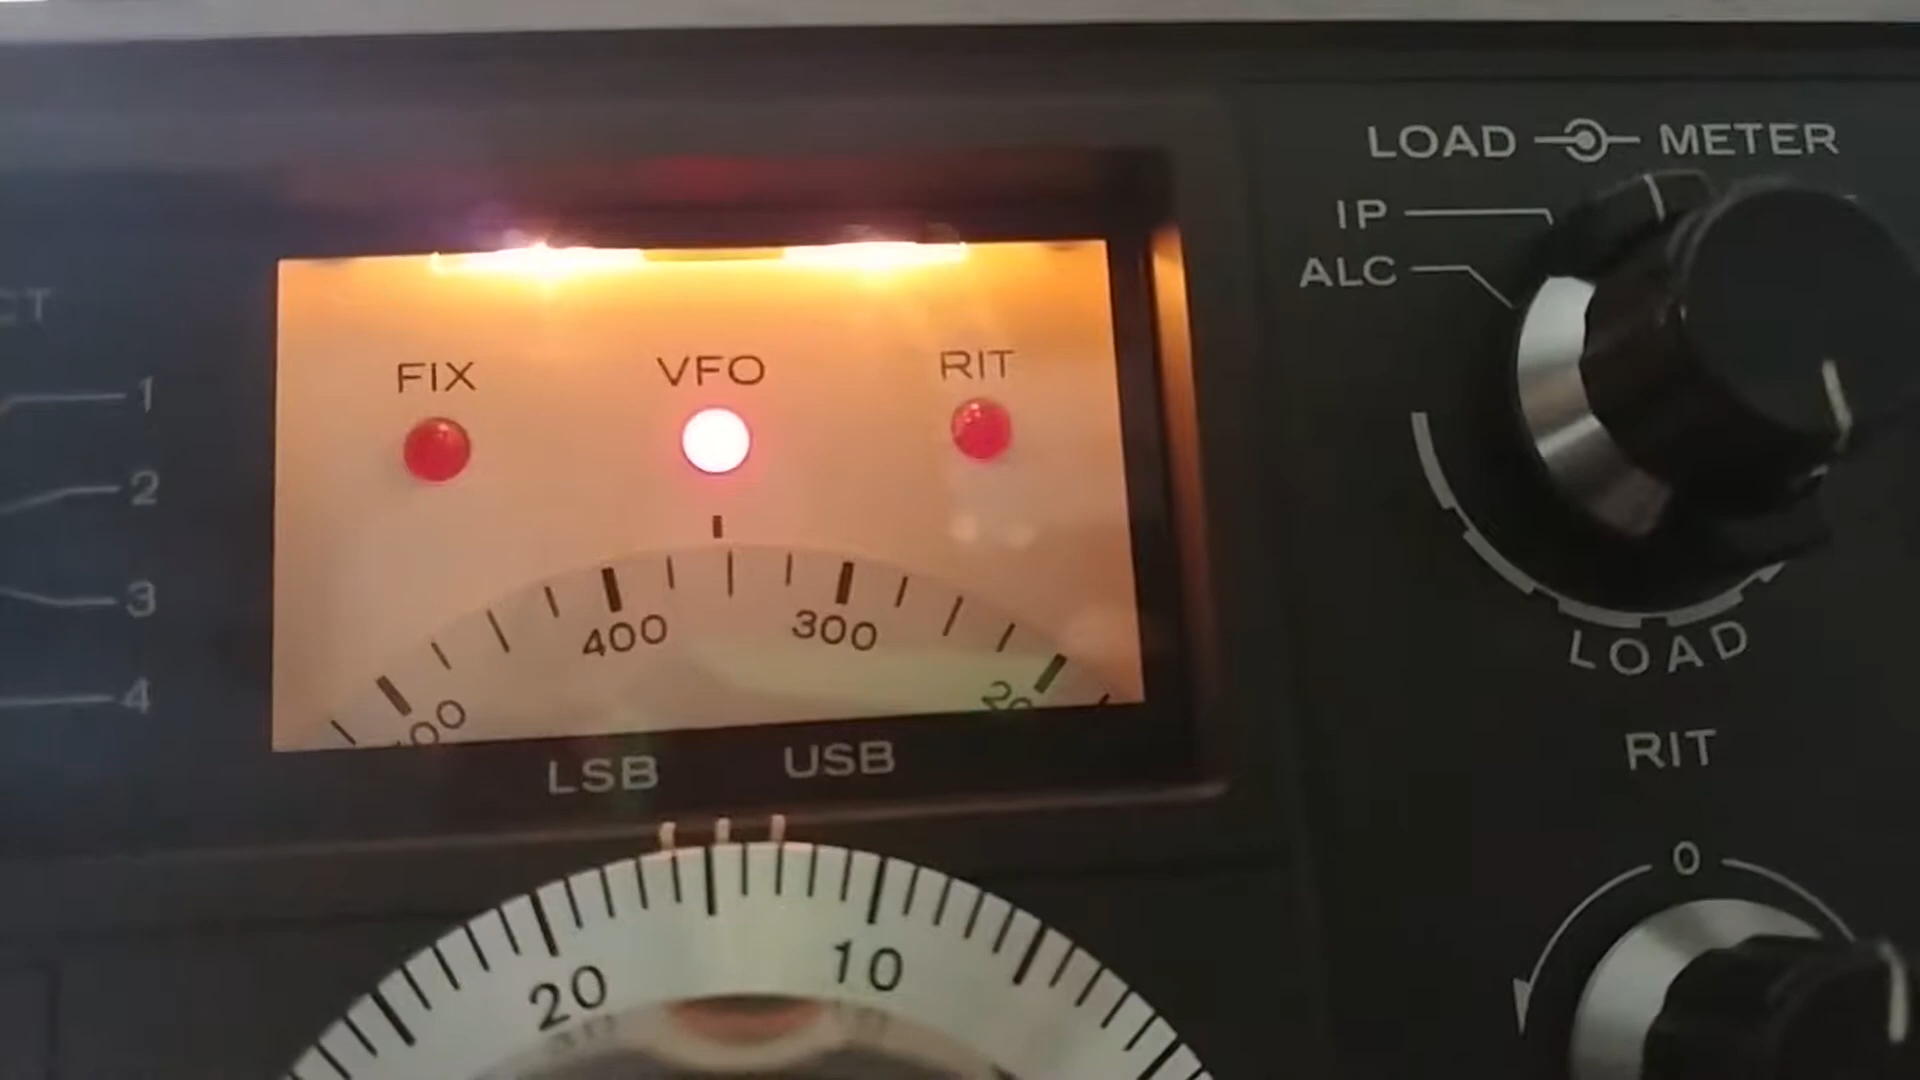 LOAD METER
IP
ALC
FIX VFO RIT
1
2
3
4
400 300
LSB USB
LOAD
RIT
0
20 10